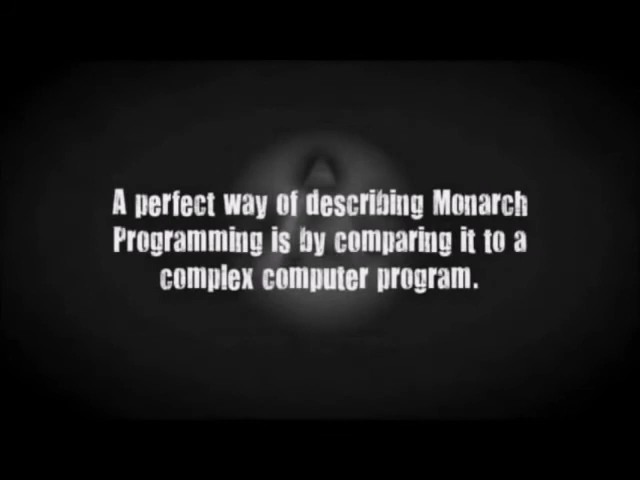 A perfect way of describing Monarch
Programming is by comparing it to a
complex computer program.